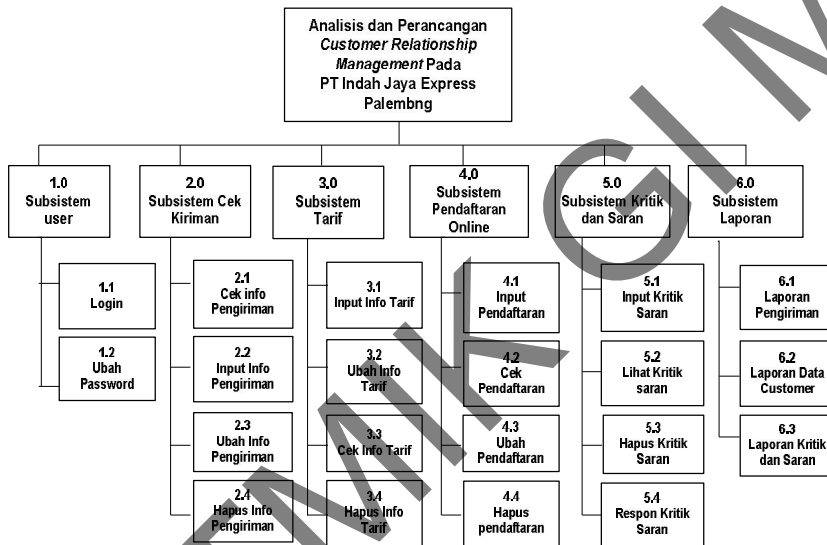 Analisis dan Perancangan
Customer Relationship
Management Pada
PT Indah Jaya Express
Palembng
1.0
Subsistem
user
2.0
Subsistem Cek
Kiriman
3.0
Subsistem
Tarif
4.0
Subsistem
Pendaftaran
Online
5.0
Subsistem Kritik
dan Saran
6.0
Subsistem
Laporan
1.1
Login
1.2
Ubah
Password
2.1
Cek info
Pengiriman
2.2
Input Info
Pengiriman
2.3
Ubah Info
Pengiriman
2.4
Hapus Info
Pengiriman
3.1
Input Info Tarif
3.2
Ubah Info
Tarif
3.3
Cek Info Tarif
3.4
Hapus Info
Tarif
4.1
Input
Pendaftaran
4.2
Cek
Pendaftaran
4.3
Ubah
Pendaftaran
4.4
Hapus
pendaftaran
5.1
Input Kritik
Saran
5.2
Lihat Kritik
saran
5.3
Hapus Kritik
Saran
5.4
Respon Kritik
Saran
6.1
Laporan
Pengiriman
6.2
Laporan Data
Customer
6.3
Laporan Kritik
dan Saran